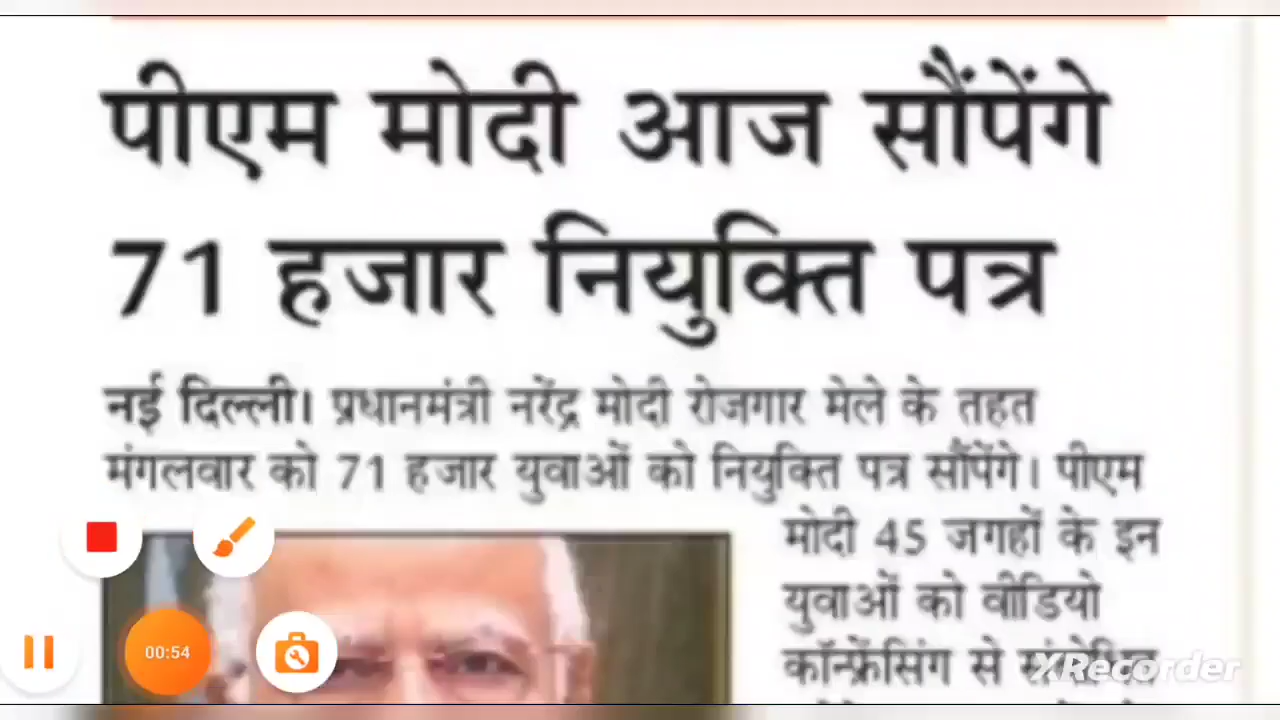 पीएम मोदी आज सौंपेंगे
71 हजार नियुक्ति पत्र
नई दिल्ली। प्रधानमंत्री नरेंद्र मोदी रोजगार मेले के तहत
मंगलवार को 71 हजार युवाओं को नियुक्ति पत्र सौंपेंगे। पीएम
मोदी 45 जगहों के इन
युवाओं को वीडियो
कॉन्फ्रेंसिंग से
XRecorder
00:54